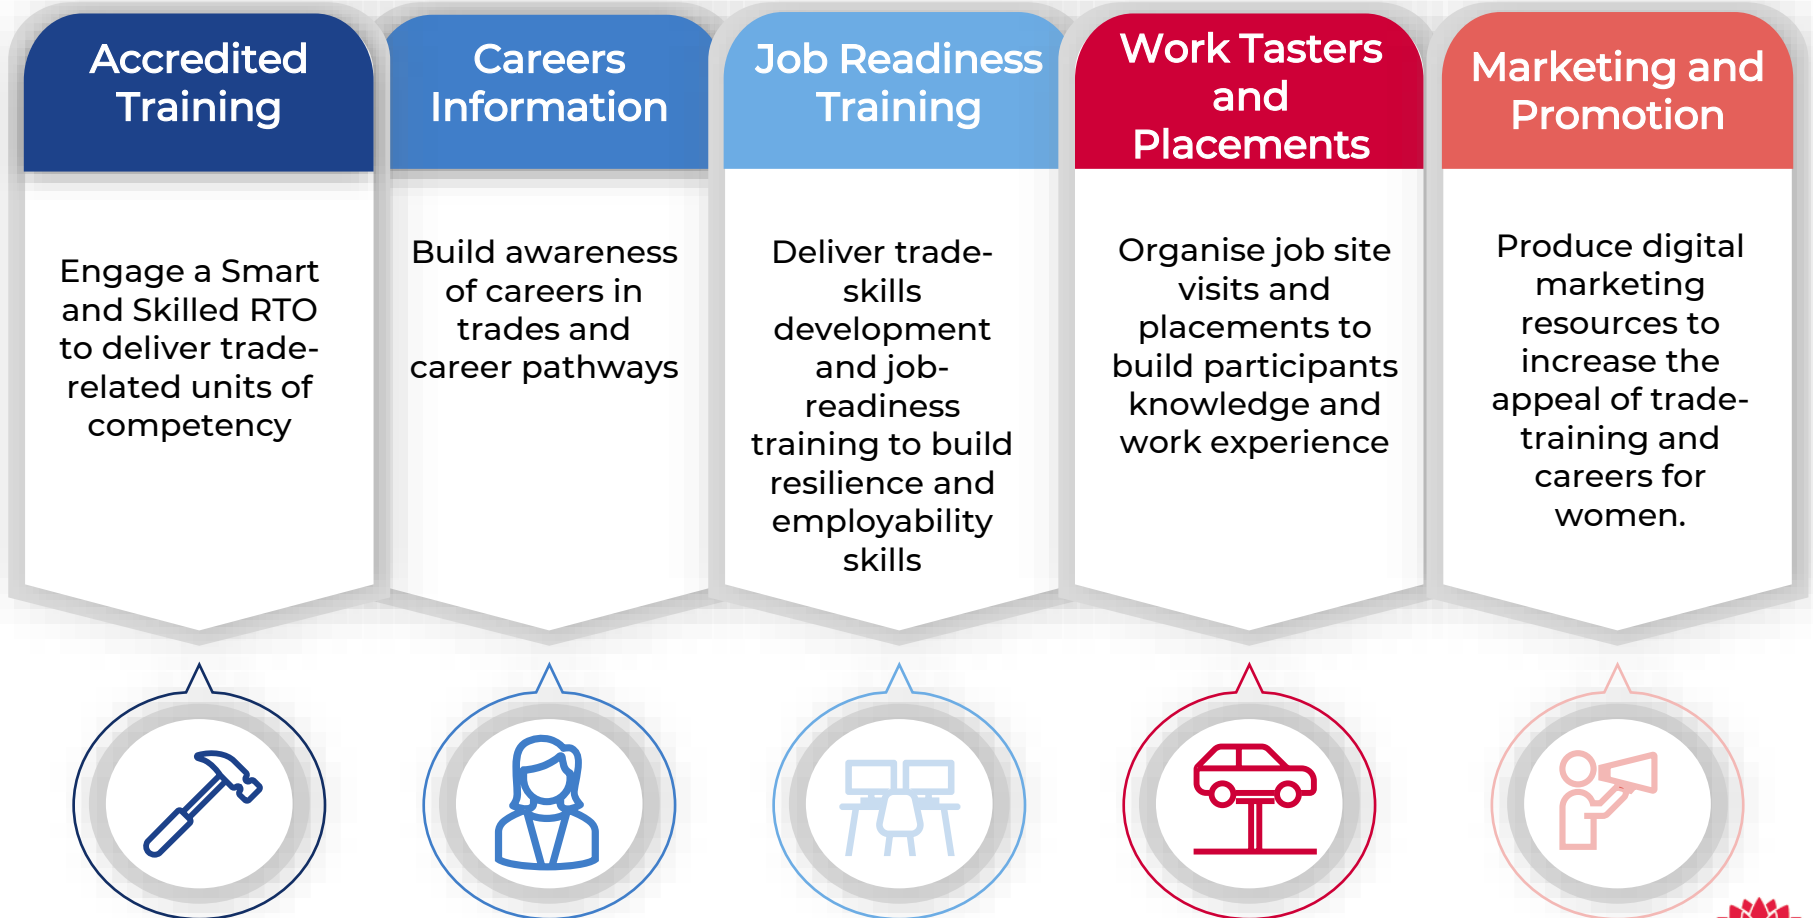 Accredited
Training
Engage a Smart
and Skilled RTO
to deliver trade-
related units of
competency
Careers
Information
Build awareness
of careers in
trades and
career pathways
Job Readiness
Training
Deliver trade-
skills
development
and job-
readiness
training to build
resilience and
employability
skills
Work Tasters
and
Placements
Organise job site
visits and
placements to
build participants
knowledge and
work experience
Marketing and
Promotion
Produce digital
marketing
resources to
increase the
appeal of trade-
training and
careers for
women.